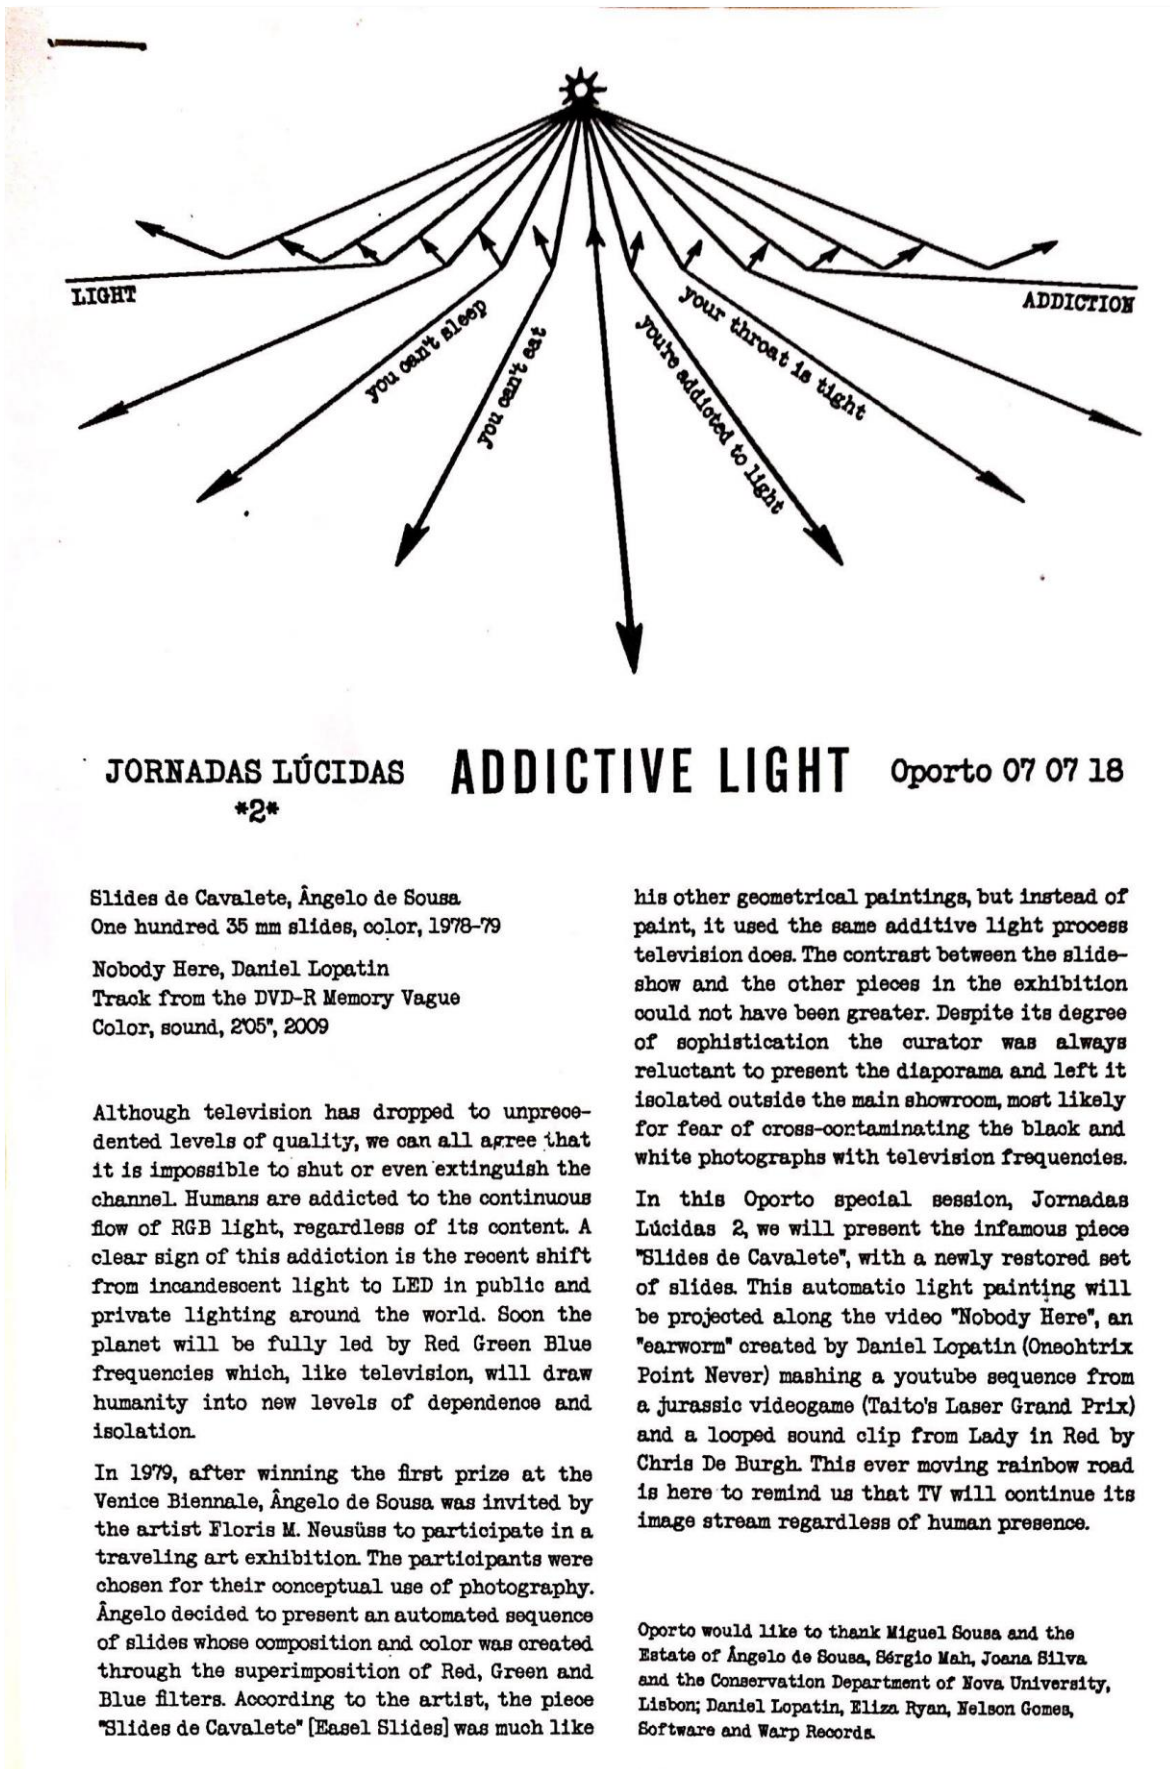 LIGHT
ADDICTION
you can't sleep
you can't eat
you're addicted to light
your throat is tight
JORNADAS LÚCIDAS
*2*
ADDICTIVE LIGHT
Oporto 07 07 18
Slides de Cavalete, Ângelo de Sousa
One hundred 35 mm slides, color, 1978-79
Nobody Here, Daniel Lopatin
Track from the DVD-R Memory Vague
Color, sound, 2'05", 2009
Although television has dropped to unprece-
dented levels of quality, we can all agree that
it is impossible to shut or even extinguish the
channel. Humans are addicted to the continuous
flow of RGB light, regardless of its content. A
clear sign of this addiction is the recent shift
from incandescent light to LED in public and
private lighting around the world. Soon the
planet will be fully led by Red Green Blue
frequencies which, like television, will draw
humanity into new levels of dependence and
isolation.
In 1979, after winning the first prize at the
Venice Biennale, Ângelo de Sousa was invited by
the artist Floris M. Neusüss to participate in a
traveling art exhibition. The participants were
chosen for their conceptual use of photography.
Ângelo decided to present an automated sequence
of slides whose composition and color was created
through the superimposition of Red, Green and
Blue filters. According to the artist, the piece
"Slides de Cavalete" [Easel Slides] was much like
his other geometrical paintings, but instead of
paint, it used the same additive light process
television does. The contrast between the slide-
show and the other pieces in the exhibition
could not have been greater. Despite its degree
of sophistication the curator was always
reluctant to present the diaporama and left it
isolated outside the main showroom, most likely
for fear of cross-contaminating the black and
white photographs with television frequencies.
In this Oporto special session, Jornadas
Lúcidas 2, we will present the infamous piece
"Slides de Cavalete", with a newly restored set
of slides. This automatic light painting will
be projected along the video "Nobody Here", an
"earworm" created by Daniel Lopatin (Oneohtrix
Point Never) mashing a youtube sequence from
a jurassic videogame (Taito's Laser Grand Prix)
and a looped sound clip from Lady in Red by
Chris De Burgh. This ever moving rainbow road
is here to remind us that TV will continue its
image stream regardless of human presence.
Oporto would like to thank Miguel Sousa and the
Estate of Ângelo de Sousa, Sérgio Mah, Joana Silva
and the Conservation Department of Nova University,
Lisbon; Daniel Lopatin, Eliza Ryan, Nelson Gomes,
Software and Warp Records.